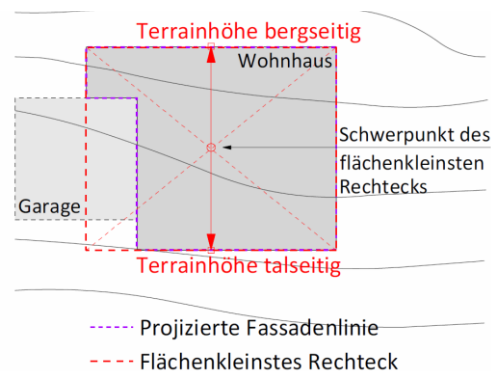 Terrainhöhe bergseitig
Wohnhaus
Schwerpunkt des
flächenkleinsten
Rechtecks
Garage
Terrainhöhe talseitig
Projizierte Fassadenlinie
Flächenkleinstes Rechteck